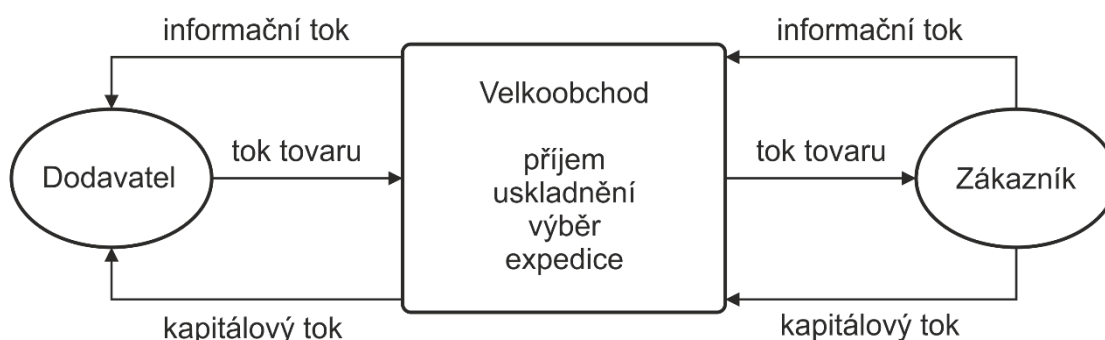 informační tok
informační tok
Velkoobchod
Dodavatel
tok tovaru
příjem
uskladnění
výběr
expedice
tok tovaru
Zákazník
kapitálový tok
kapitálový tok